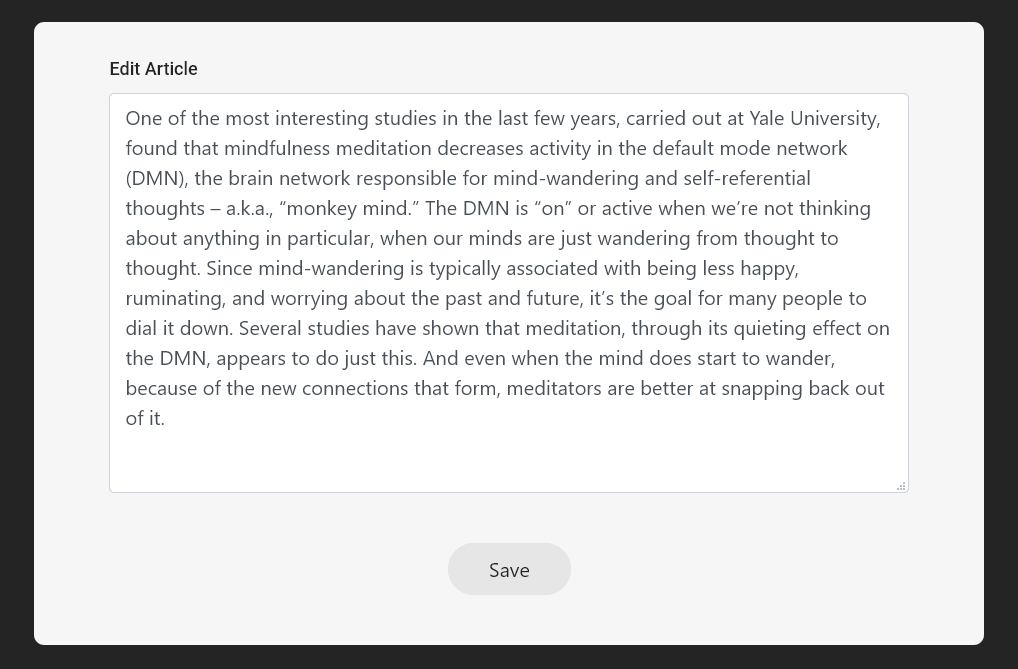 Edit Article
One of the most interesting studies in the last few years, carried out at Yale University,
found that mindfulness meditation decreases activity in the default mode network
(DMN), the brain network responsible for mind-wandering and self-referential
thoughts – a.k.a., “monkey mind.” The DMN is “on” or active when we’re not thinking
about anything in particular, when our minds are just wandering from thought to
thought. Since mind-wandering is typically associated with being less happy,
ruminating, and worrying about the past and future, it’s the goal for many people to
dial it down. Several studies have shown that meditation, through its quieting effect on
the DMN, appears to do just this. And even when the mind does start to wander,
because of the new connections that form, meditators are better at snapping back out
of it.
Save